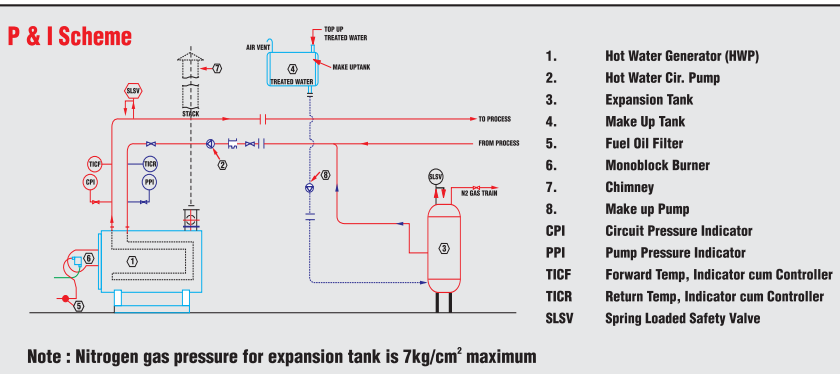 P & I Scheme
TOP UP
TREATED WATER
AIR VENT
MAKE UPTANK
4
TREATED WATER
7
STACK
SLSV
TO PROCESS
FROM PROCESS
2
TICF
TICR
CPI
PPI
8
SLSV
N2 GAS TRAIN
6
1
3
5
1. Hot Water Generator (HWP)
2. Hot Water Cir. Pump
3. Expansion Tank
4. Make Up Tank
5. Fuel Oil Filter
6. Monoblock Burner
7. Chimney
8. Make up Pump
CPI Circuit Pressure Indicator
PPI Pump Pressure Indicator
TICF Forward Temp, Indicator cum Controller
TICR Return Temp, Indicator cum Controller
SLSV Spring Loaded Safety Valve
Note : Nitrogen gas pressure for expansion tank is 7kg/cm² maximum